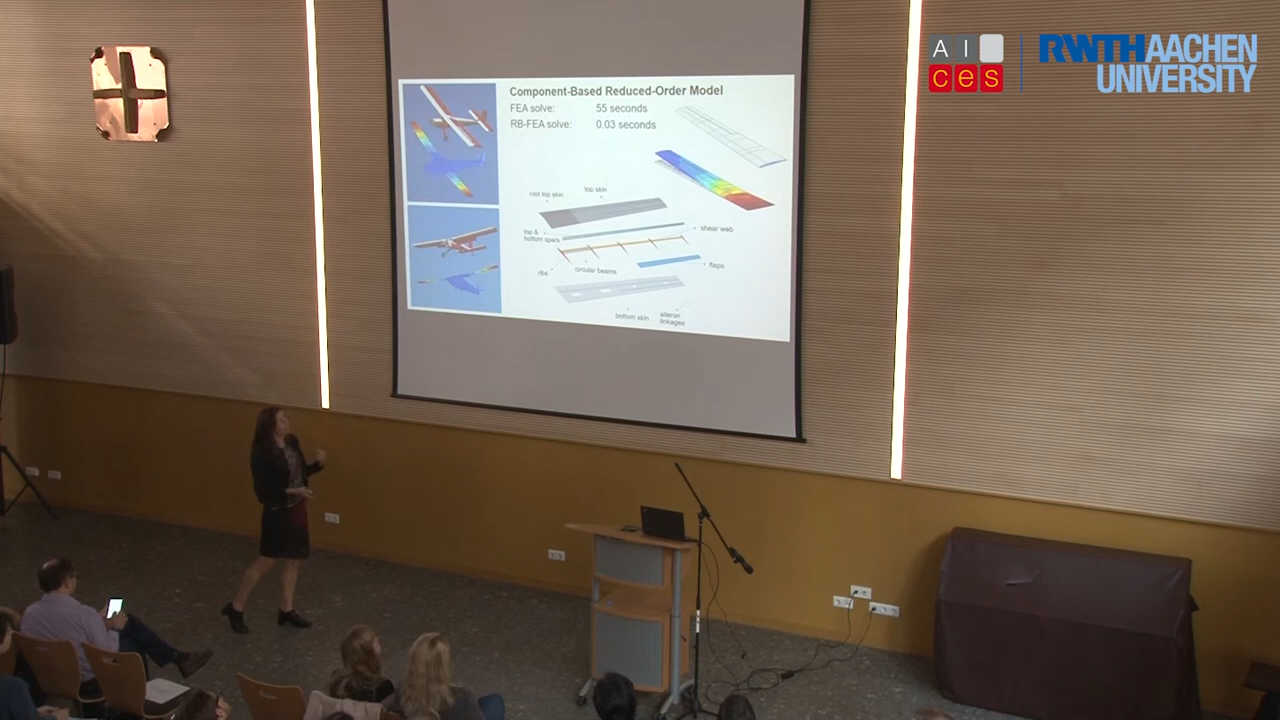 AI
ces
RWTHAACHEN
UNIVERSITY
Component-Based Reduced-Order Model
FEA solve: 55 seconds
RB-FEA solve: 0.03 seconds
root top skin
top skin
top &
bottom spars
shear web
ribs
circular beams
flaps
bottom skin
aileron
linkages